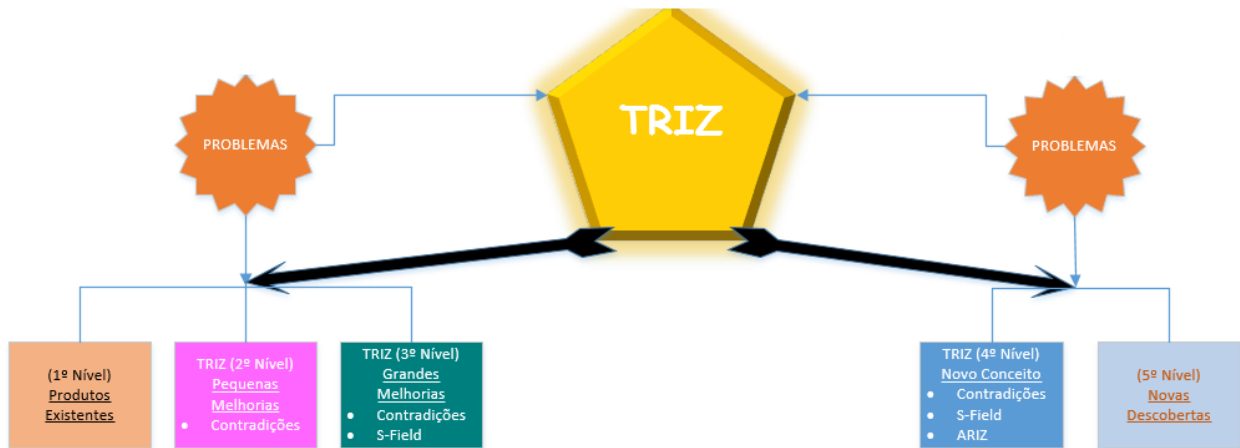 TRIZ
PROBLEMAS
PROBLEMAS
(1º Nível)
Produtos
Existentes
TRIZ (2º Nível)
Pequenas
Melhorias
• Contradições
TRIZ (3º Nível)
Grandes
Melhorias
• Contradições
• S-Field
TRIZ (4º Nível)
Novo Conceito
• Contradições
• S-Field
• ARIZ
(5º Nível)
Novas
Descobertas